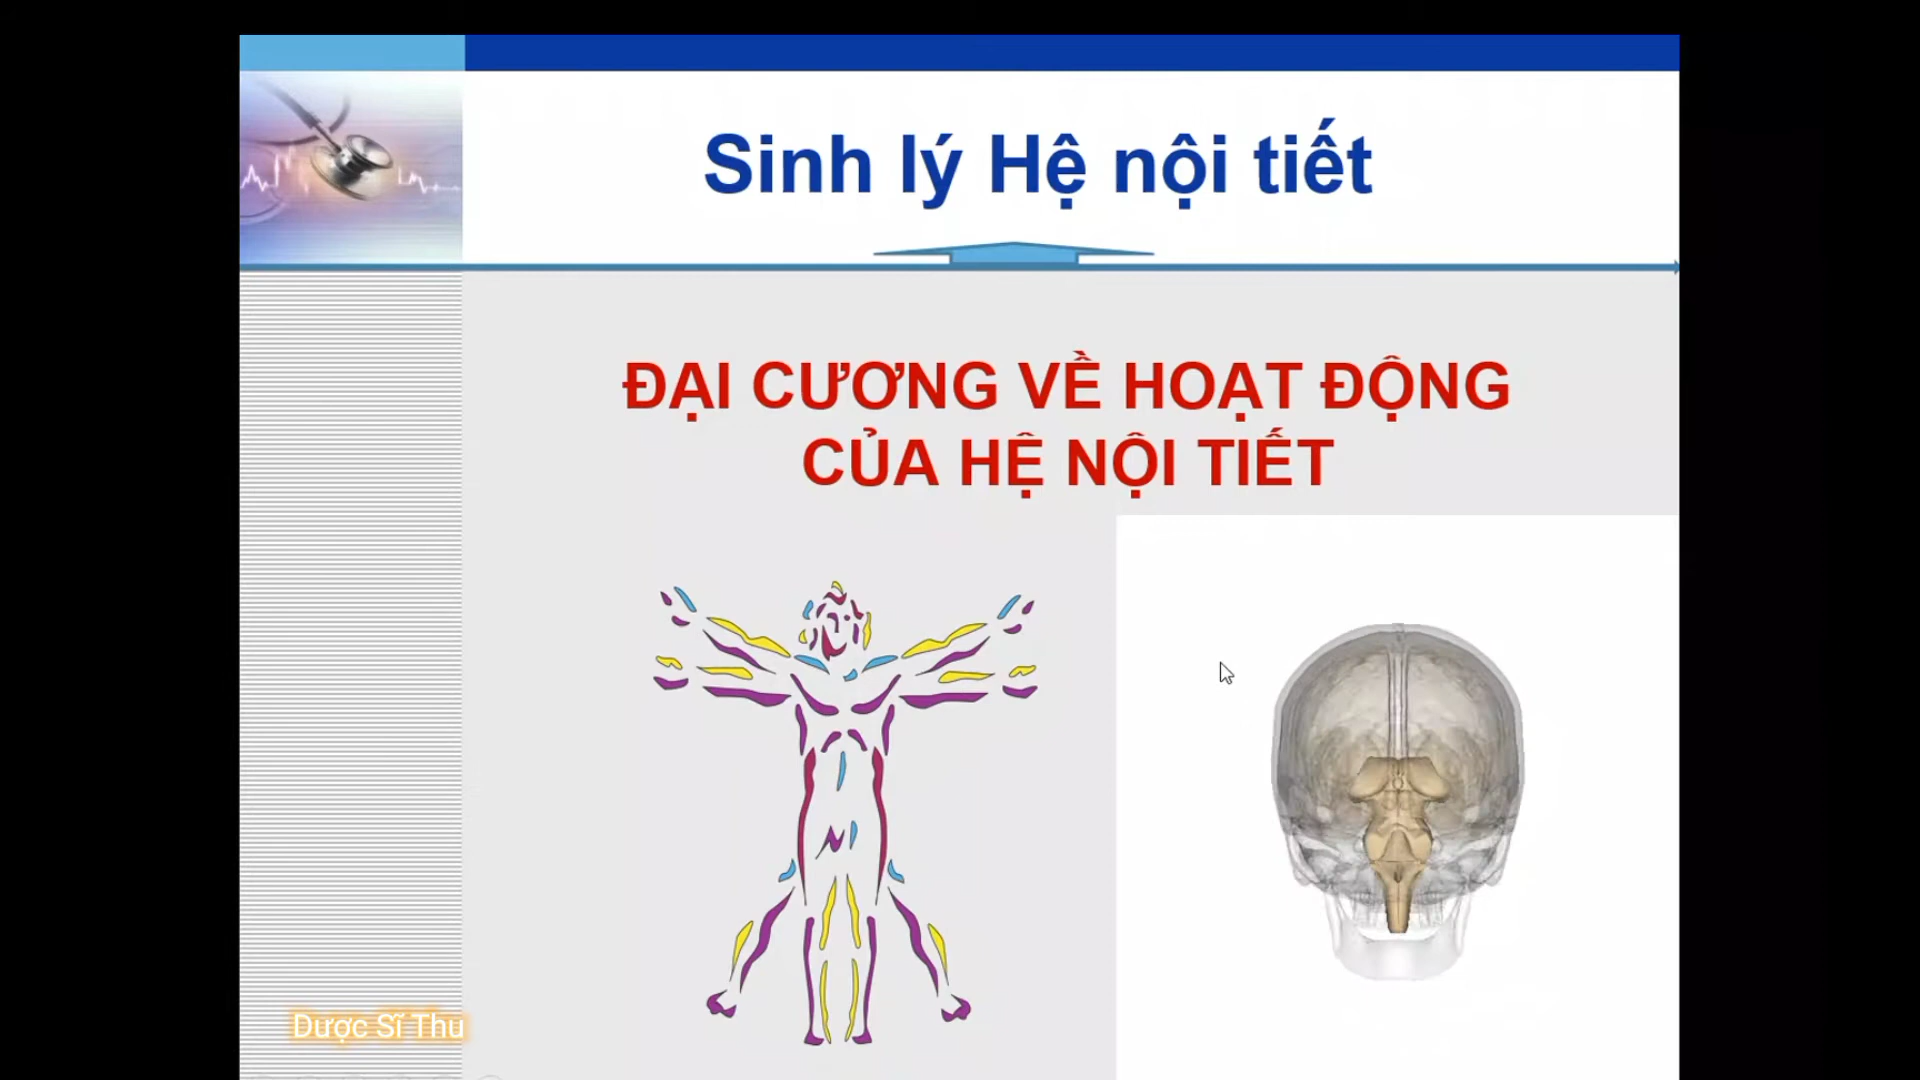 Sinh lý Hệ nội tiết
ĐẠI CƯƠNG VỀ HOẠT ĐỘNG
CỦA HỆ NỘI TIẾT
Dược Sĩ Thu